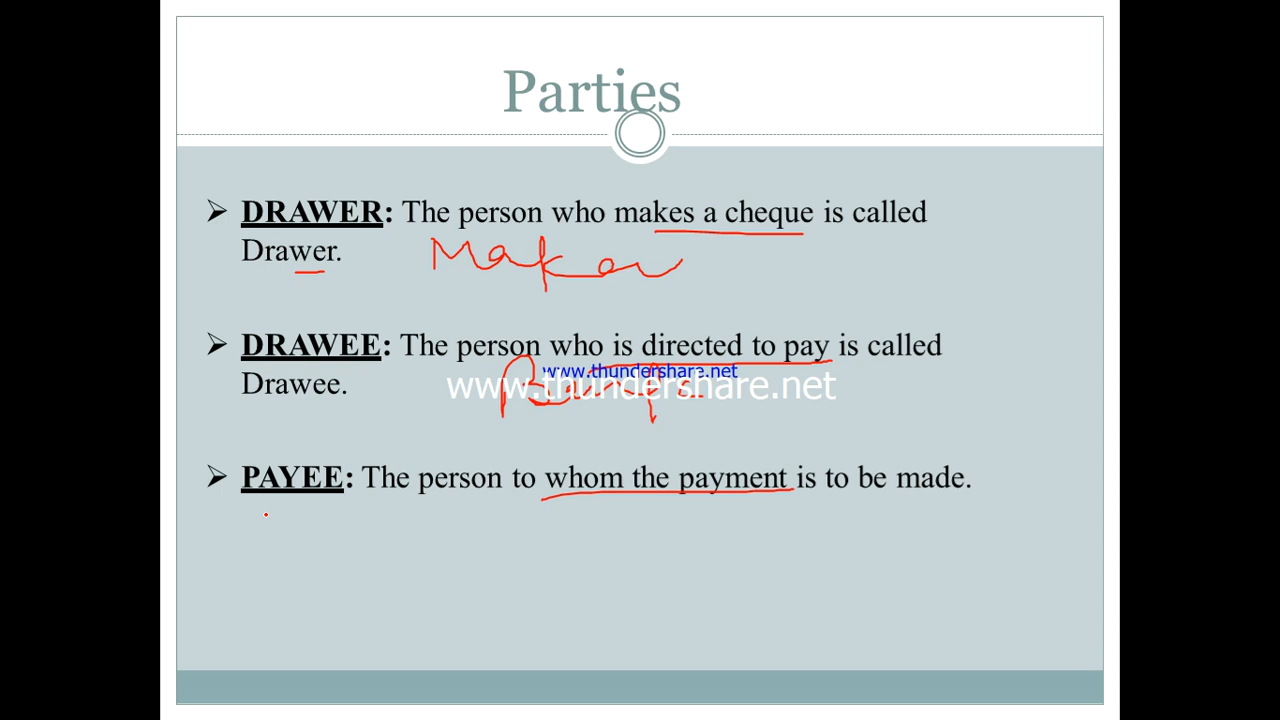 Parties
➢ DRAWER: The person who makes a cheque is called
Drawer.
Maker
➢ DRAWEE: The person who is directed to pay is called
www.thundershare.net
Drawee.
www.thundershare.net
➢ PAYEE: The person to whom the payment is to be made.